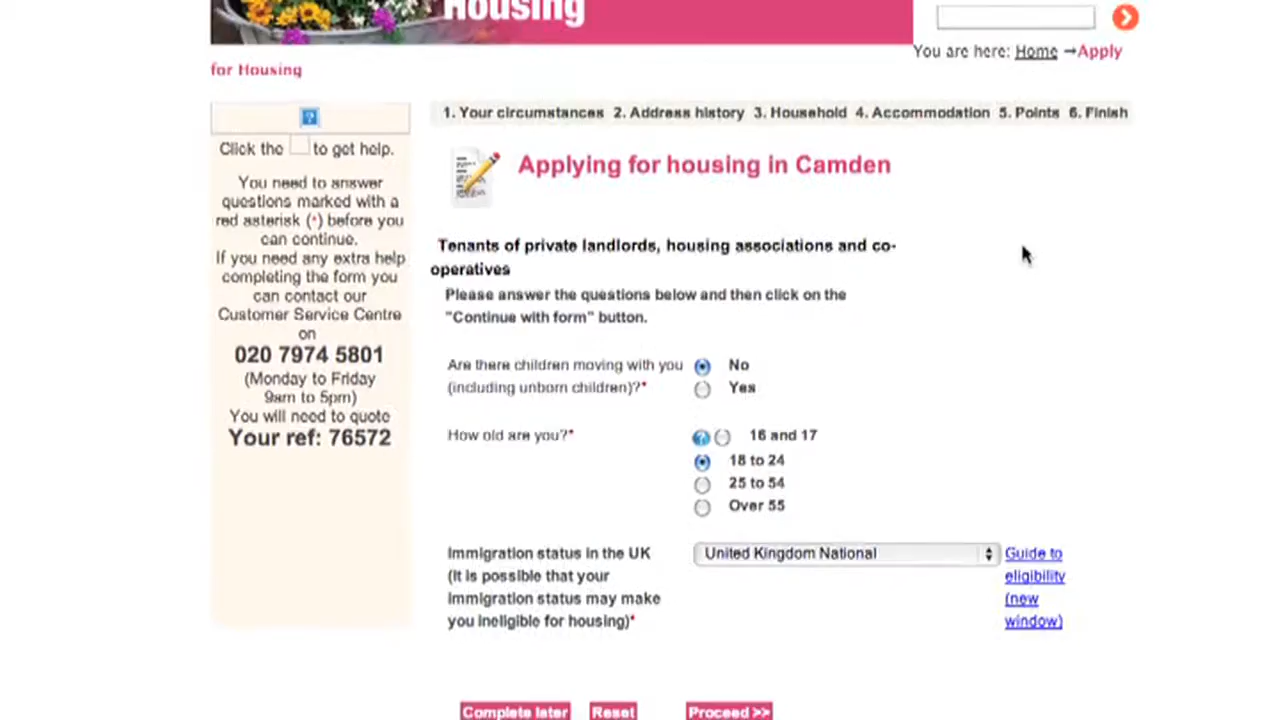 Housing
You are here: Home →Apply
for Housing
1. Your circumstances 2. Address history 3. Household 4. Accommodation 5. Points 6. Finish
?
Click the to get help.
You need to answer
questions marked with a
red asterisk (*) before you
can continue.
If you need any extra help
completing the form you
can contact our
Customer Service Centre
on
020 7974 5801
(Monday to Friday
9am to 5pm)
You will need to quote
Your ref: 76572
Applying for housing in Camden
Tenants of private landlords, housing associations and co-
operatives
Please answer the questions below and then click on the
"Continue with form" button.
Are there children moving with you
(including unborn children)?*
No
Yes
How old are you?*
? 16 and 17
18 to 24
25 to 54
Over 55
Immigration status in the UK
(It is possible that your
immigration status may make
you ineligible for housing)*
United Kingdom National
Guide to
eligibility
(new
window)
Complete later Reset Proceed >>